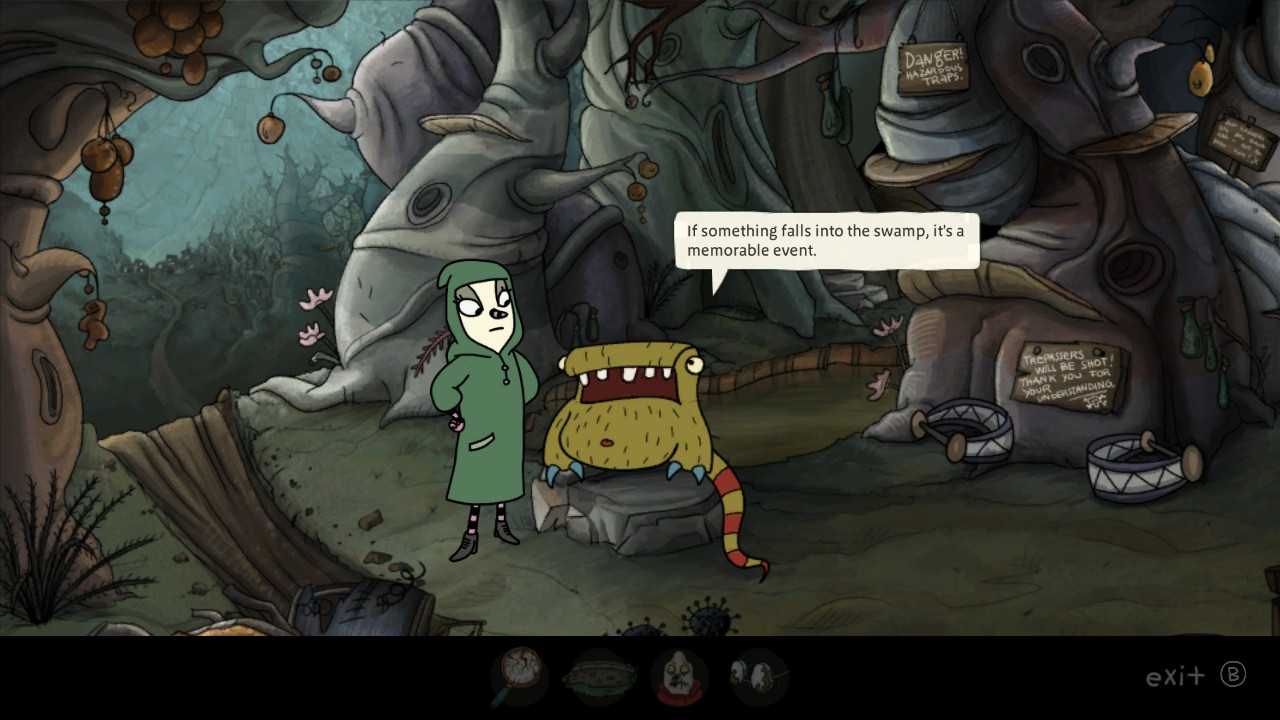 DANGER!
HAZARDOUS
TRAPS.
If something falls into the swamp, it's a
memorable event.
TREPASSERS
WILL BE SHOT!
THANK YOU FOR
YOUR
UNDERSTANDING.
exit B